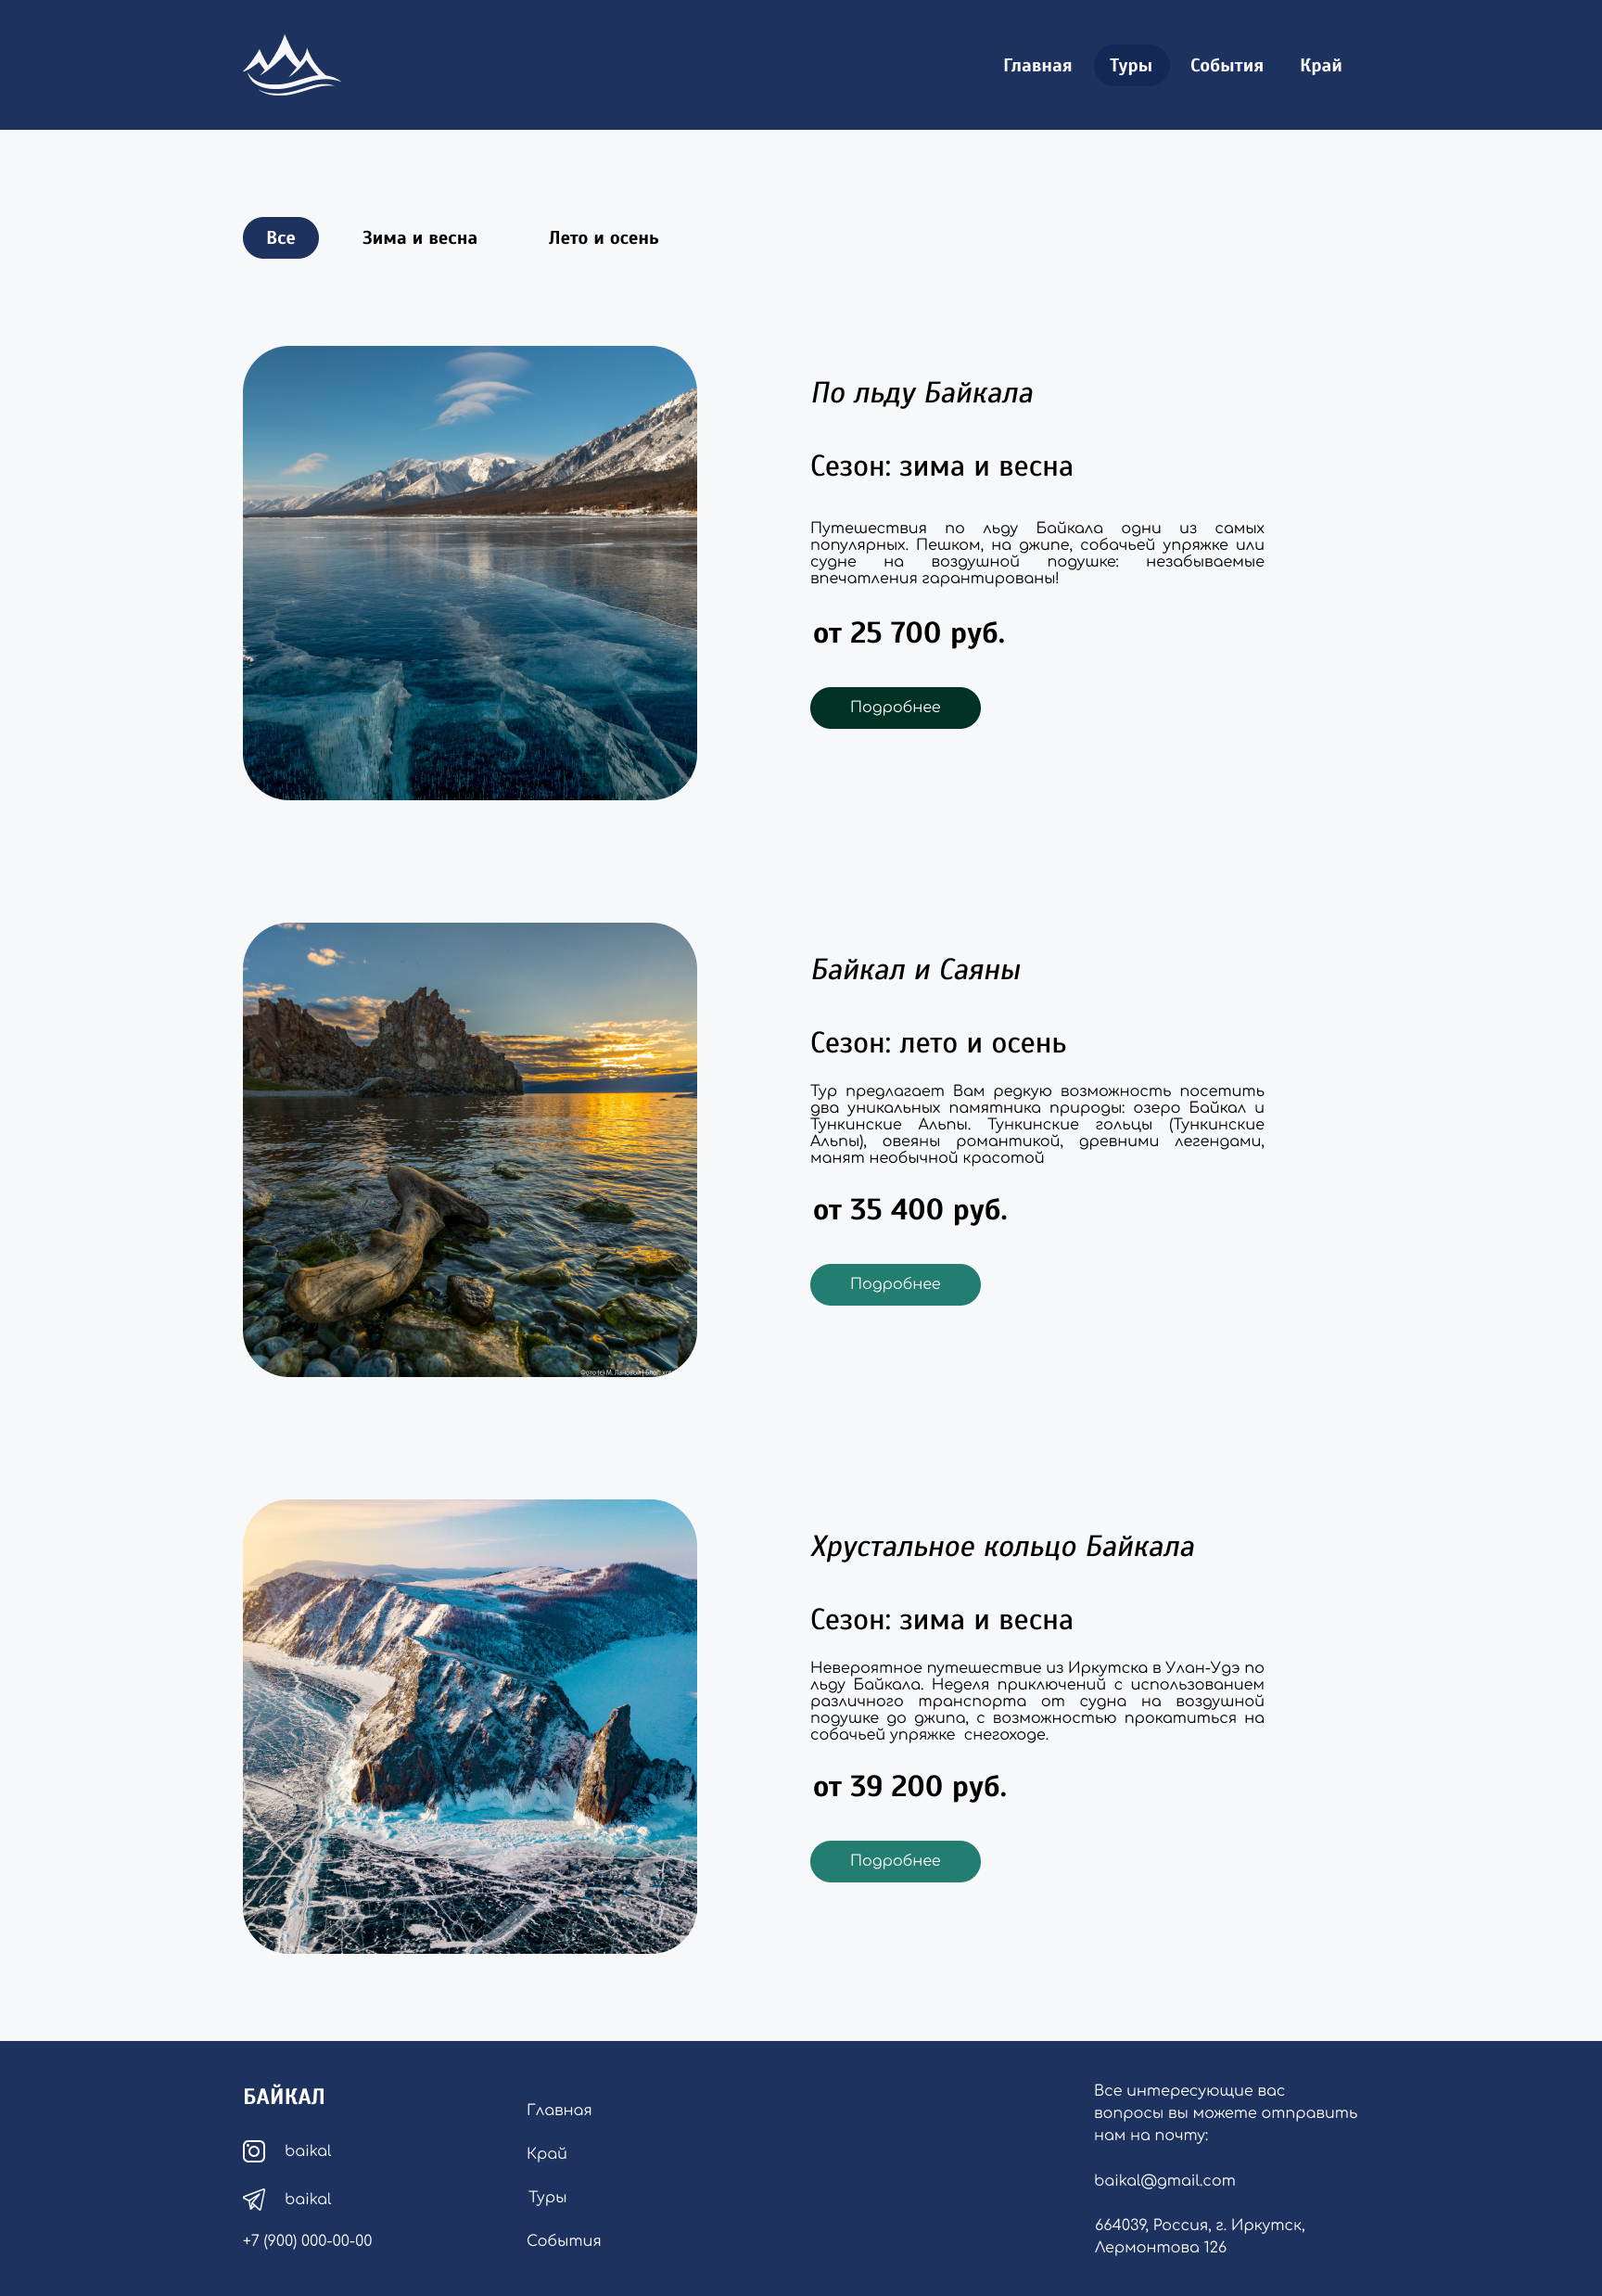 Главная Туры События Край
Все Зима и весна Лето и осень
По льду Байкала
Сезон: зима и весна
Путешествия по льду Байкала одни из самых
популярных. Пешком, на джипе, собачьей упряжке или
судне на воздушной подушке: незабываемые
впечатления гарантированы!
от 25 700 руб.
Подробнее
Байкал и Саяны
Сезон: лето и осень
Тур предлагает Вам редкую возможность посетить
два уникальных памятника природы: озеро Байкал и
Тункинские Альпы. Тункинские гольцы (Тункинские
Альпы), овеяны романтикой, древними легендами,
манят необычной красотой
от 35 400 руб.
Подробнее
Хрустальное кольцо Байкала
Сезон: зима и весна
Невероятное путешествие из Иркутска в Улан-Удэ по
льду Байкала. Неделя приключений с использованием
различного транспорта от судна на воздушной
подушке до джипа, с возможностью прокатиться на
собачьей упряжке  снегоходе.
от 39 200 руб.
Подробнее
БАЙКАЛ
baikal
baikal
+7 (900) 000-00-00
Главная
Край
Туры
События
Все интересующие вас
вопросы вы можете отправить
нам на почту:
baikal@gmail.com
664039, Россия, г. Иркутск,
Лермонтова 126